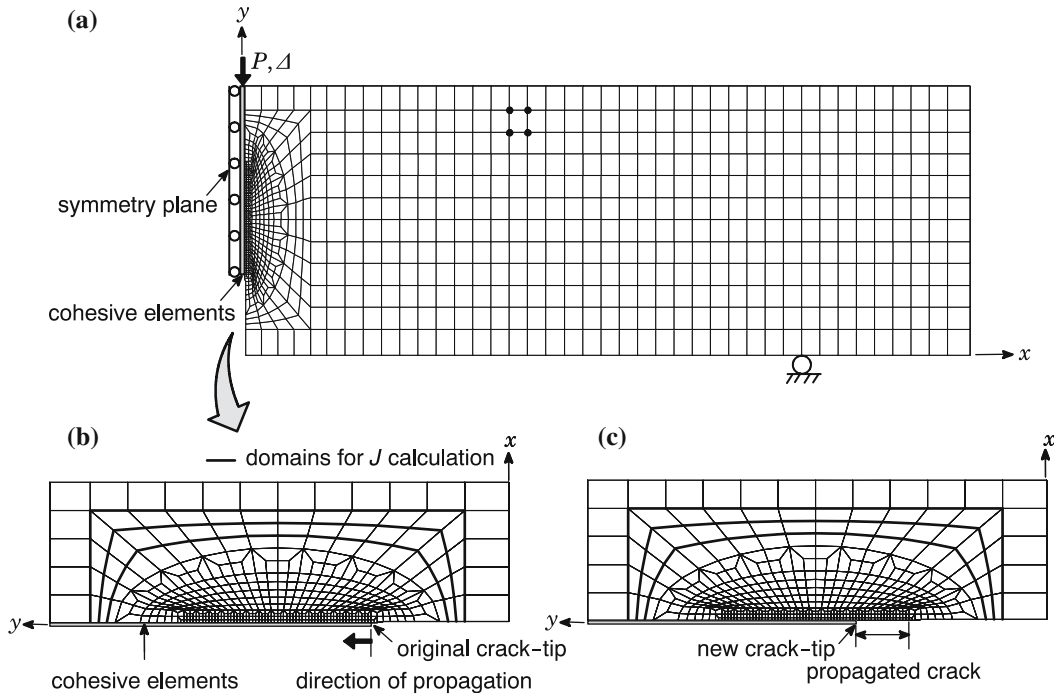 (a)
y
P, Δ
symmetry plane
cohesive elements
x
(b)
domains for J calculation
x
y
original crack-tip
cohesive elements
direction of propagation
(c)
x
y
new crack-tip
propagated crack